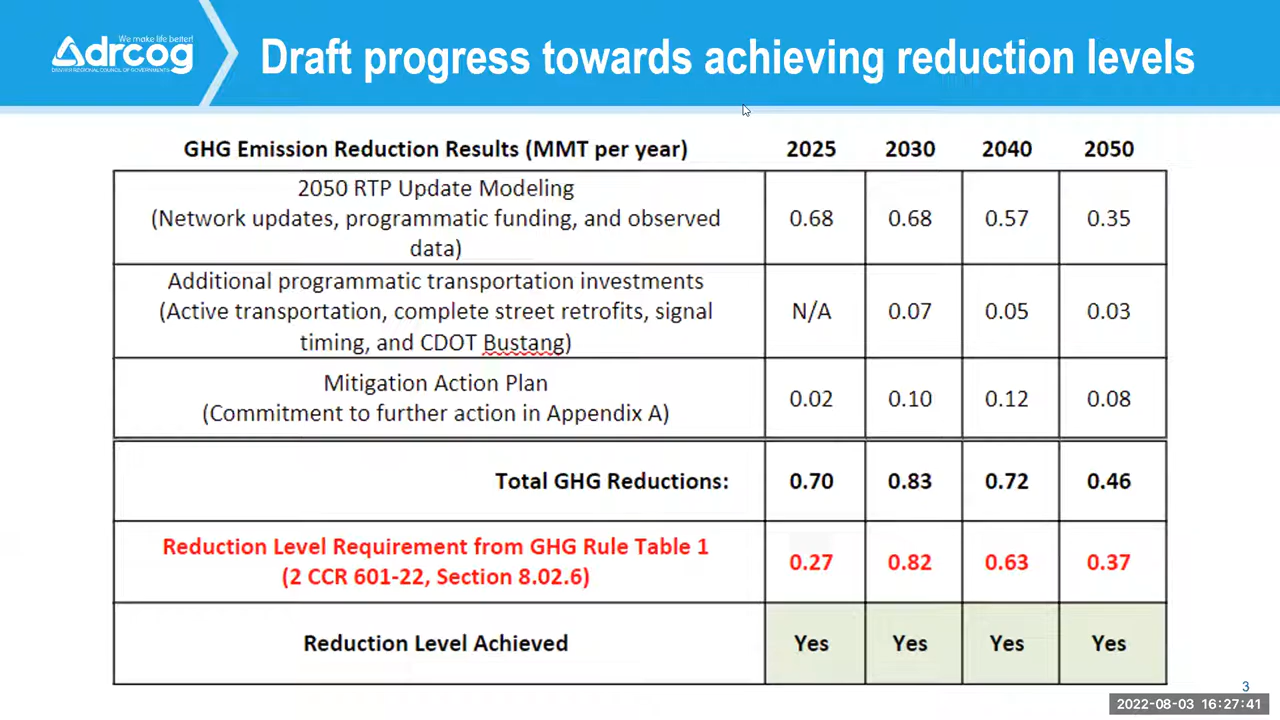 We make life better!
drcog
DENVER REGIONAL COUNCIL OF GOVERNMENTS
Draft progress towards achieving reduction levels
GHG Emission Reduction Results (MMT per year) 2025 2030 2040 2050
2050 RTP Update Modeling
(Network updates, programmatic funding, and observed
data)
0.68 0.68 0.57 0.35
Additional programmatic transportation investments
(Active transportation, complete street retrofits, signal
timing, and CDOT Bustang)
N/A 0.07 0.05 0.03
Mitigation Action Plan
(Commitment to further action in Appendix A)
0.02 0.10 0.12 0.08
Total GHG Reductions: 0.70 0.83 0.72 0.46
Reduction Level Requirement from GHG Rule Table 1
(2 CCR 601-22, Section 8.02.6)
0.27 0.82 0.63 0.37
Reduction Level Achieved Yes Yes Yes Yes
3
2022-08-03 16:27:41